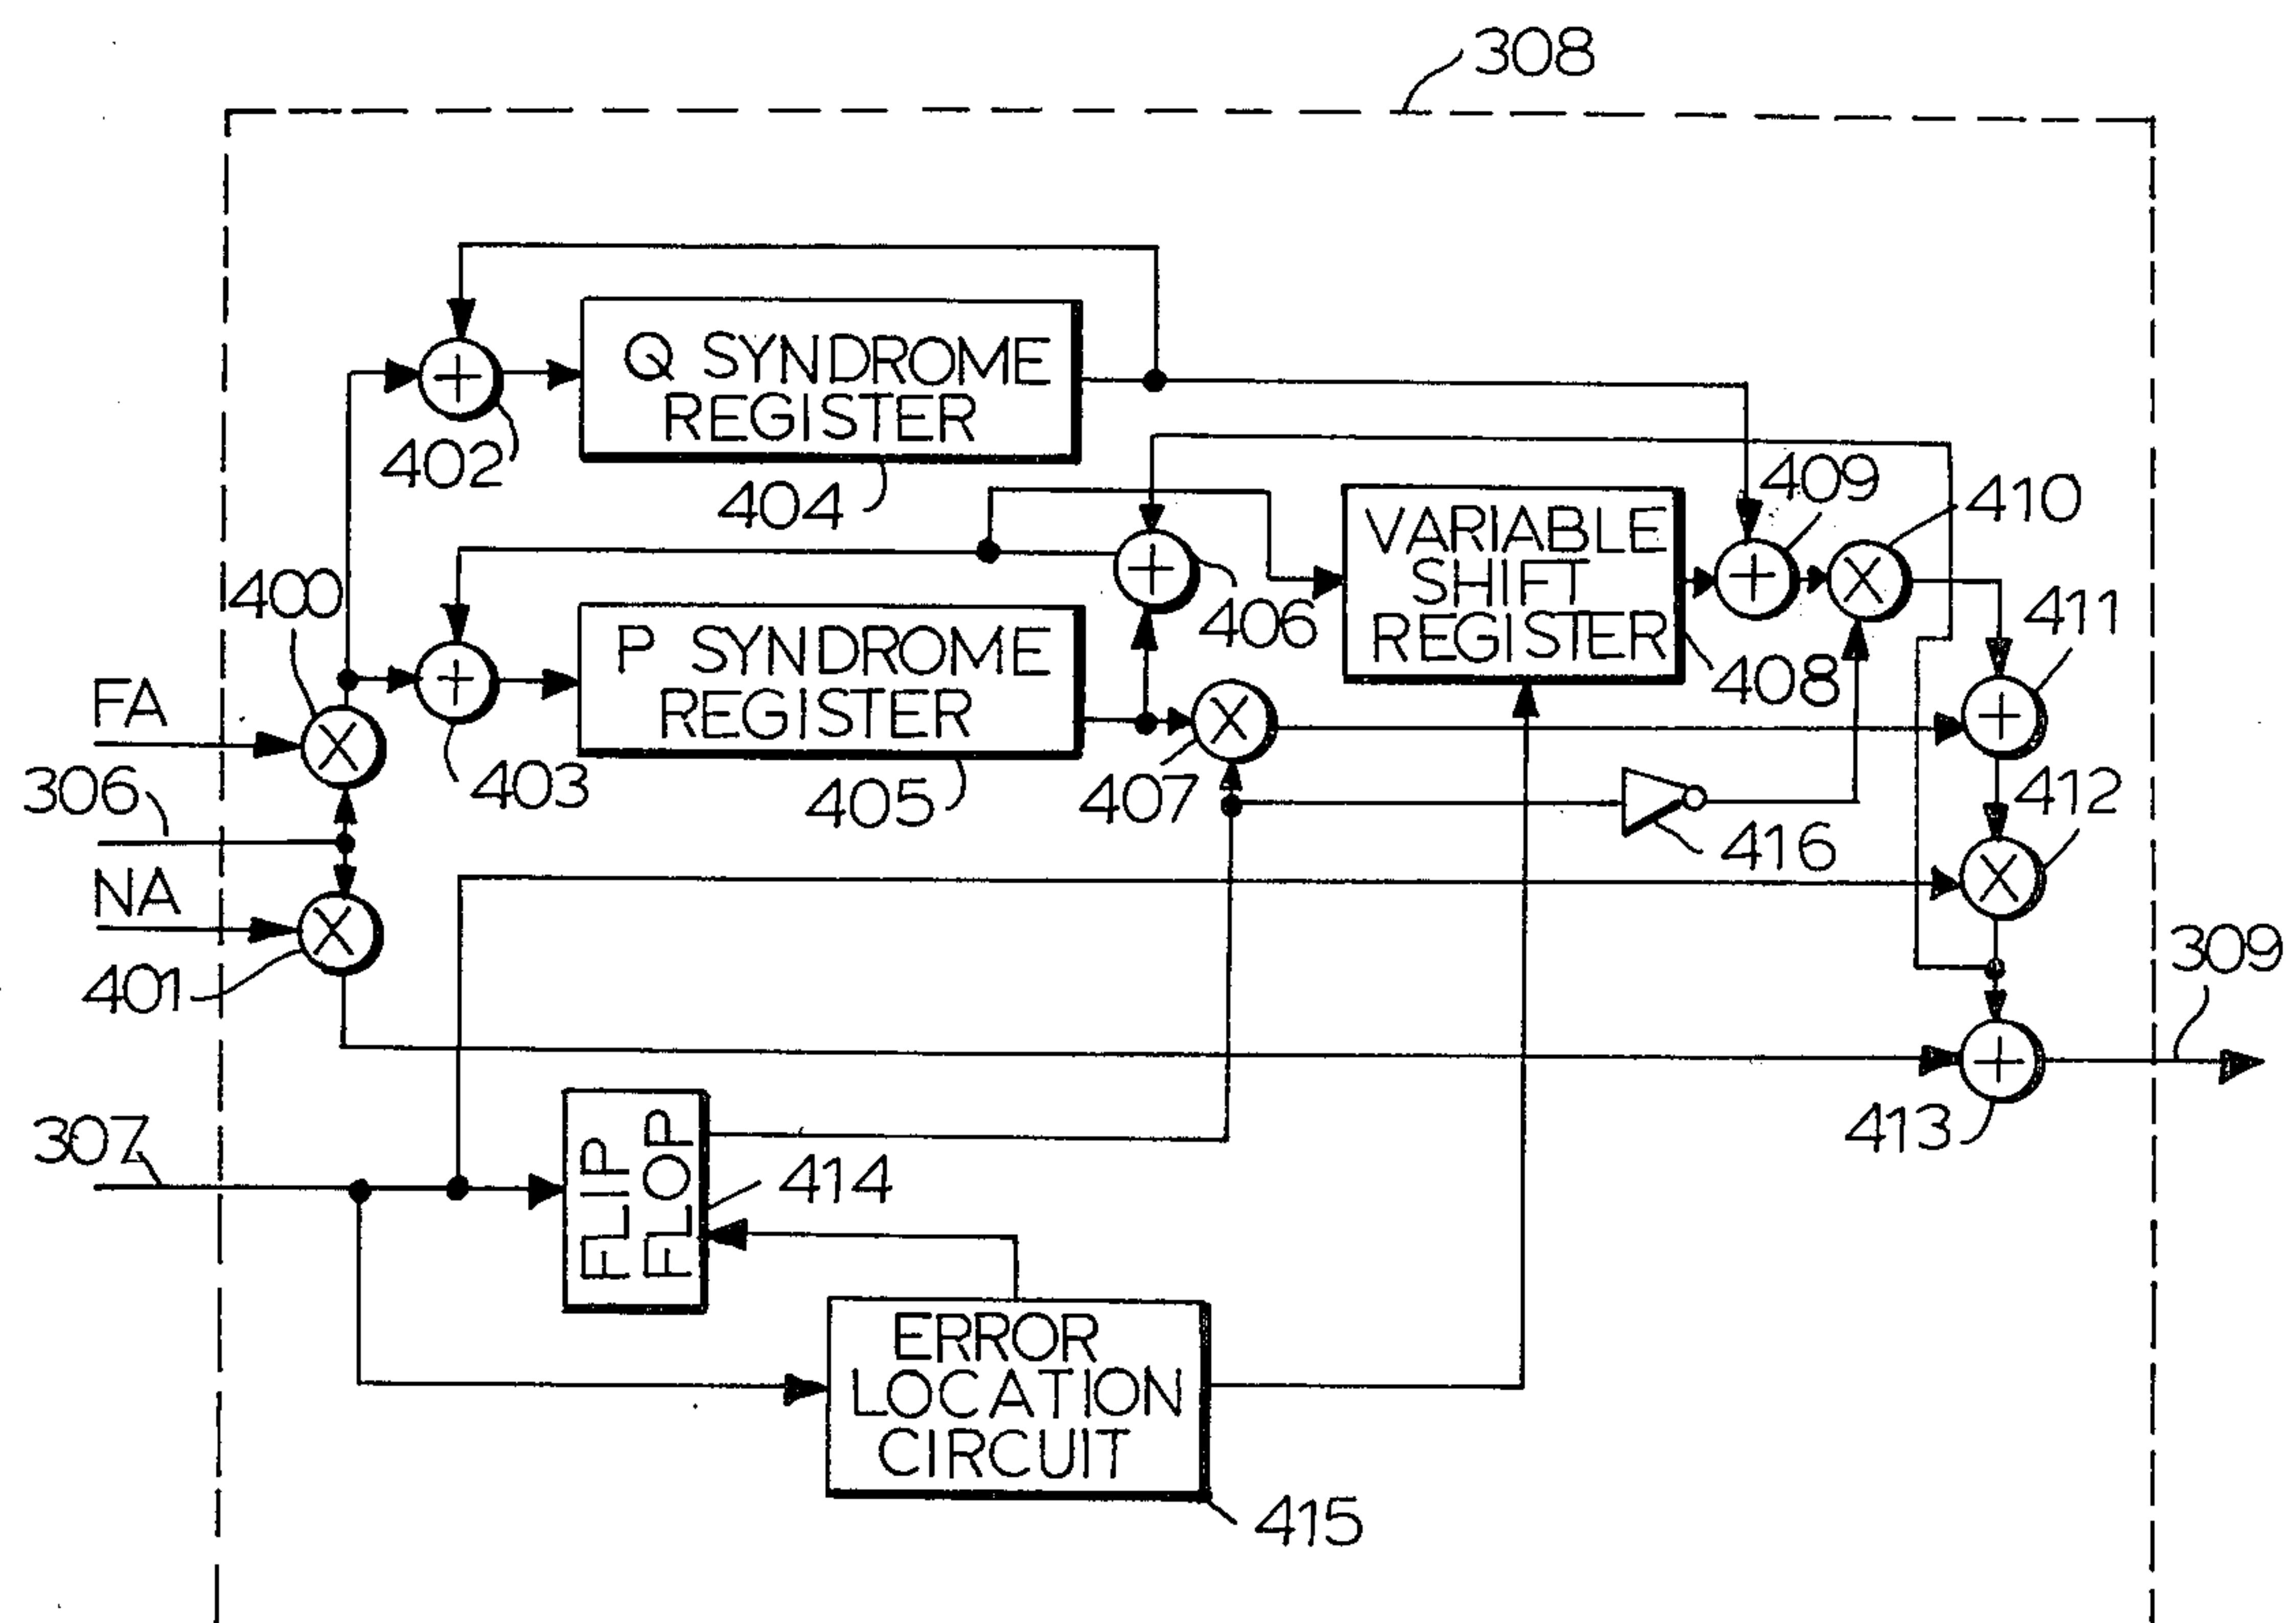 308
Q SYNDROME
REGISTER
402
404
409
410
VARIABLE
SHIFT
REGISTER
400
406
411
P SYNDROME
REGISTER
408
FA
403
405
407
412
306
416
NA
401
309
307
FLIP
FLOP
414
413
ERROR
LOCATION
CIRCUIT
415